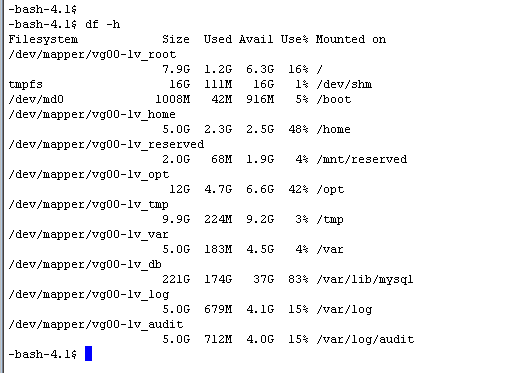 -bash-4.1$
-bash-4.1$ df -h
Filesystem            Size  Used Avail Use% Mounted on
/dev/mapper/vg00-lv_root
                      7.9G  1.2G  6.3G  16% /
tmpfs                  16G  111M   16G   1% /dev/shm
/dev/md0             1008M   42M  916M   5% /boot
/dev/mapper/vg00-lv_home
                      5.0G  2.3G  2.5G  48% /home
/dev/mapper/vg00-lv_reserved
                      2.0G   68M  1.9G   4% /mnt/reserved
/dev/mapper/vg00-lv_opt
                       12G  4.7G  6.6G  42% /opt
/dev/mapper/vg00-lv_tmp
                      9.9G  224M  9.2G   3% /tmp
/dev/mapper/vg00-lv_var
                      5.0G  183M  4.5G   4% /var
/dev/mapper/vg00-lv_db
                      221G  174G   37G  83% /var/lib/mysql
/dev/mapper/vg00-lv_log
                      5.0G  679M  4.1G  15% /var/log
/dev/mapper/vg00-lv_audit
                      5.0G  712M  4.0G  15% /var/log/audit
-bash-4.1$